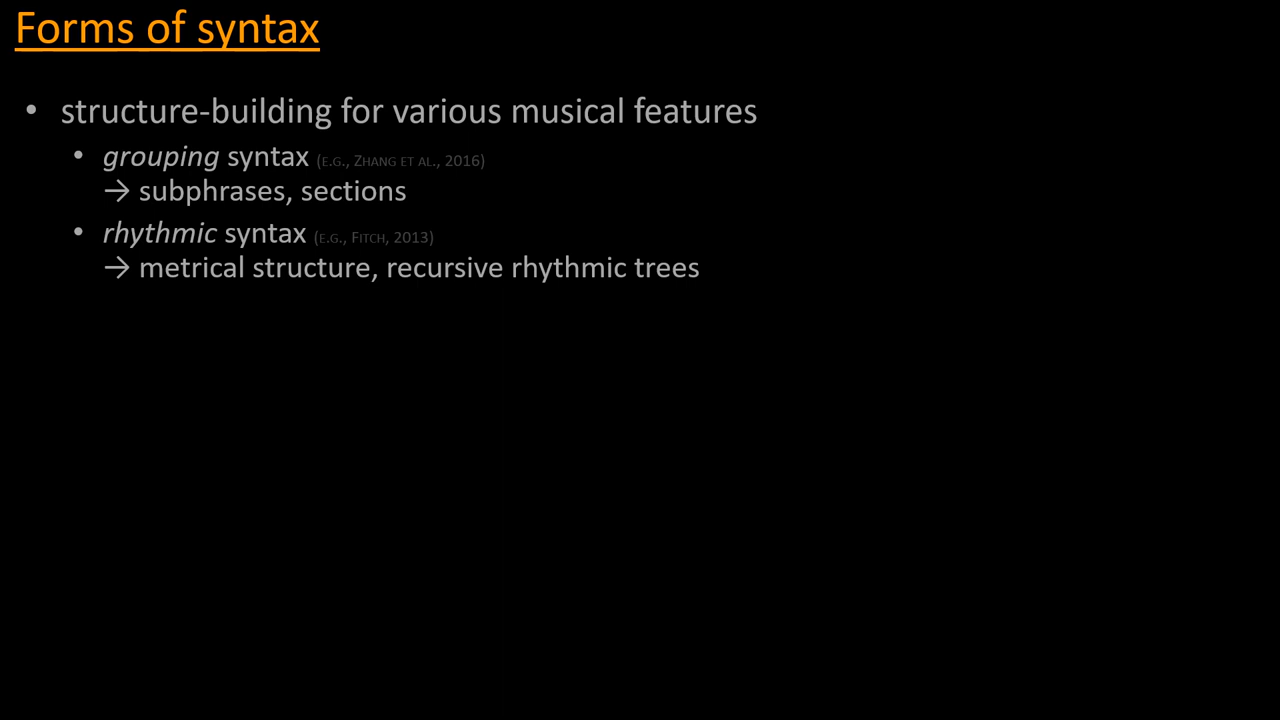 Forms of syntax
• structure-building for various musical features
• grouping syntax (E.G., ZHANG ET AL., 2016)
→ subphrases, sections
• rhythmic syntax (E.G., FITCH, 2013)
→ metrical structure, recursive rhythmic trees